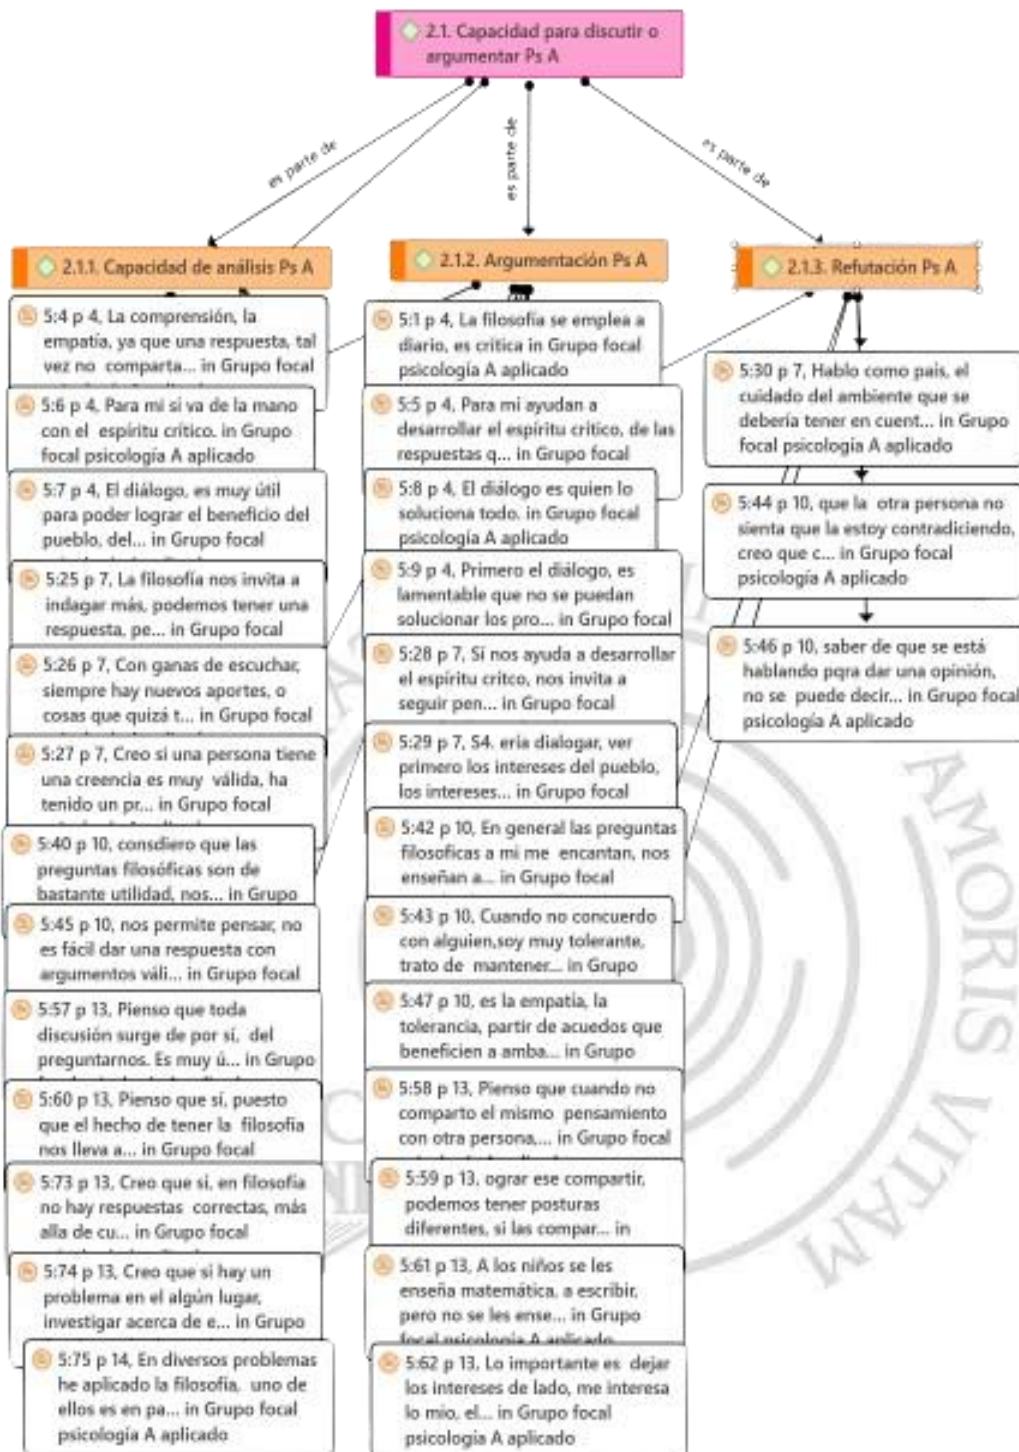 2.1. Capacidad para discutir o
argumentar Ps A
es parte de
es parte de
es parte de
2.1.1. Capacidad de análisis Ps A
5:4 p 4, La comprensión, la
empatía, ya que una respuesta, tal
vez no comparta... in Grupo focal
5:6 p 4, Para mi si va de la mano
con el espíritu crítico. in Grupo
focal psicología A aplicado
5:7 p 4, El diálogo, es muy útil
para poder lograr el beneficio del
pueblo, del... in Grupo focal
5:25 p 7, La filosofía nos invita a
indagar más, podemos tener una
respuesta, pe... in Grupo focal
5:26 p 7, Con ganas de escuchar,
siempre hay nuevos aportes, o
cosas que quizá t... in Grupo focal
5:27 p 7, Creo si una persona tiene
una creencia es muy válida, ha
tenido un pr... in Grupo focal
5:40 p 10, consdiero que las
preguntas filosóficas son de
bastante utilidad, nos... in Grupo
5:45 p 10, nos permite pensar, no
es fácil dar una respuesta con
argumentos váli... in Grupo focal
5:57 p 13, Pienso que toda
discusión surge de por sí, del
preguntarnos. Es muy ú... in Grupo
5:60 p 13, Pienso que sí, puesto
que el hecho de tener la filosofía
nos lleva a... in Grupo focal
5:73 p 13, Creo que si, en filosofía
no hay respuestas correctas, más
alla de cu... in Grupo focal
5:74 p 13, Creo que si hay un
problema en el algún lugar,
investigar acerca de e... in Grupo
5:75 p 14, En diversos problemas
he aplicado la filosofía, uno de
ellos es en pa... in Grupo focal
psicología A aplicado
2.1.2. Argumentación Ps A
5:1 p 4, La filosofía se emplea a
diario, es critica in Grupo focal
psicología A aplicado
5:5 p 4, Para mi ayudan a
desarrollar el espíritu crítico, de las
respuestas q... in Grupo focal
5:8 p 4, El diálogo es quien lo
soluciona todo. in Grupo focal
psicología A aplicado
5:9 p 4, Primero el diálogo, es
lamentable que no se puedan
solucionar los pro... in Grupo focal
5:28 p 7, Sí nos ayuda a desarrollar
el espíritu critco, nos invita a
seguir pen... in Grupo focal
5:29 p 7, S4. ería dialogar, ver
primero los intereses del pueblo,
los intereses... in Grupo focal
5:42 p 10, En general las preguntas
filosoficas a mi me encantan, nos
enseñan a... in Grupo focal
5:43 p 10, Cuando no concuerdo
con alguien,soy muy tolerante,
trato de mantener... in Grupo
5:47 p 10, es la empatía, la
tolerancia, partir de acuedos que
beneficien a amba... in Grupo
5:58 p 13, Pienso que cuando no
comparto el mismo pensamiento
con otra persona,... in Grupo focal
5:59 p 13, ograr ese compartir,
podemos tener posturas
diferentes, si las compar... in
5:61 p 13, A los niños se les
enseña matemática, a escribir,
pero no se les ense... in Grupo
focal psicología A aplicado
5:62 p 13, Lo importante es dejar
los intereses de lado, me interesa
lo mio, el... in Grupo focal
psicología A aplicado
2.1.3. Refutación Ps A
5:30 p 7, Hablo como pais, el
cuidado del ambiente que se
debería tener en cuent... in Grupo
focal psicología A aplicado
5:44 p 10, que la otra persona no
sienta que la estoy contradiciendo,
creo que c... in Grupo focal
psicología A aplicado
5:46 p 10, saber de que se está
hablando pqra dar una opinión,
no se puede decir... in Grupo focal
psicología A aplicado
AMORIS VITAM